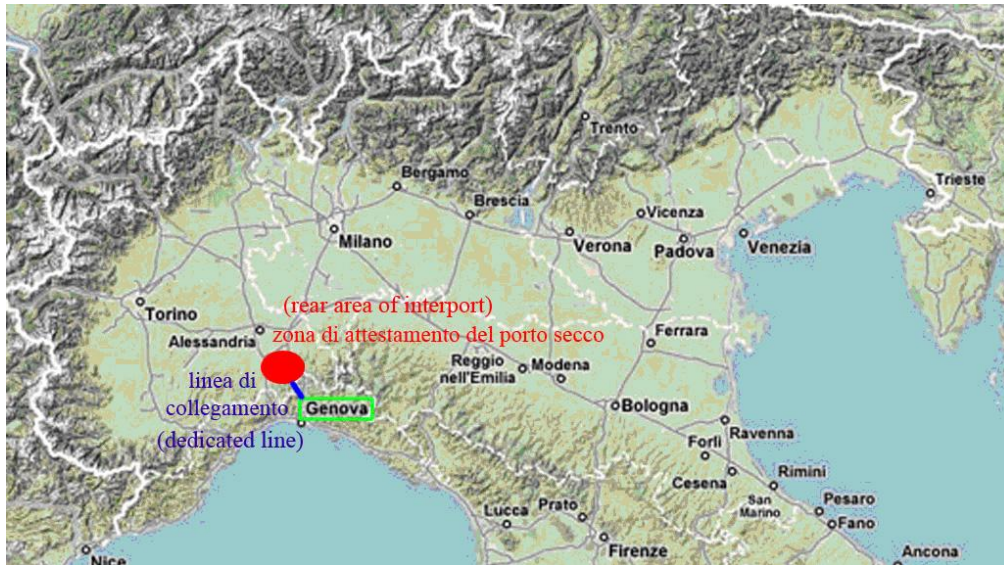 Trento
Bergamo
Brescia
Vicenza
Trieste
Milano
Verona
Padova
Venezia
Torino
(rear area of interport)
zona di attestamento del porto secco
Alessandria
Ferrara
Reggio
nell'Emilia
Modena
linea di
collegamento
(dedicated line)
Genova
Bologna
Ravenna
Forlì
Cesena
Rimini
San
Marino
Pesaro
Fano
Lucca
Prato
Firenze
Ancona
Nice